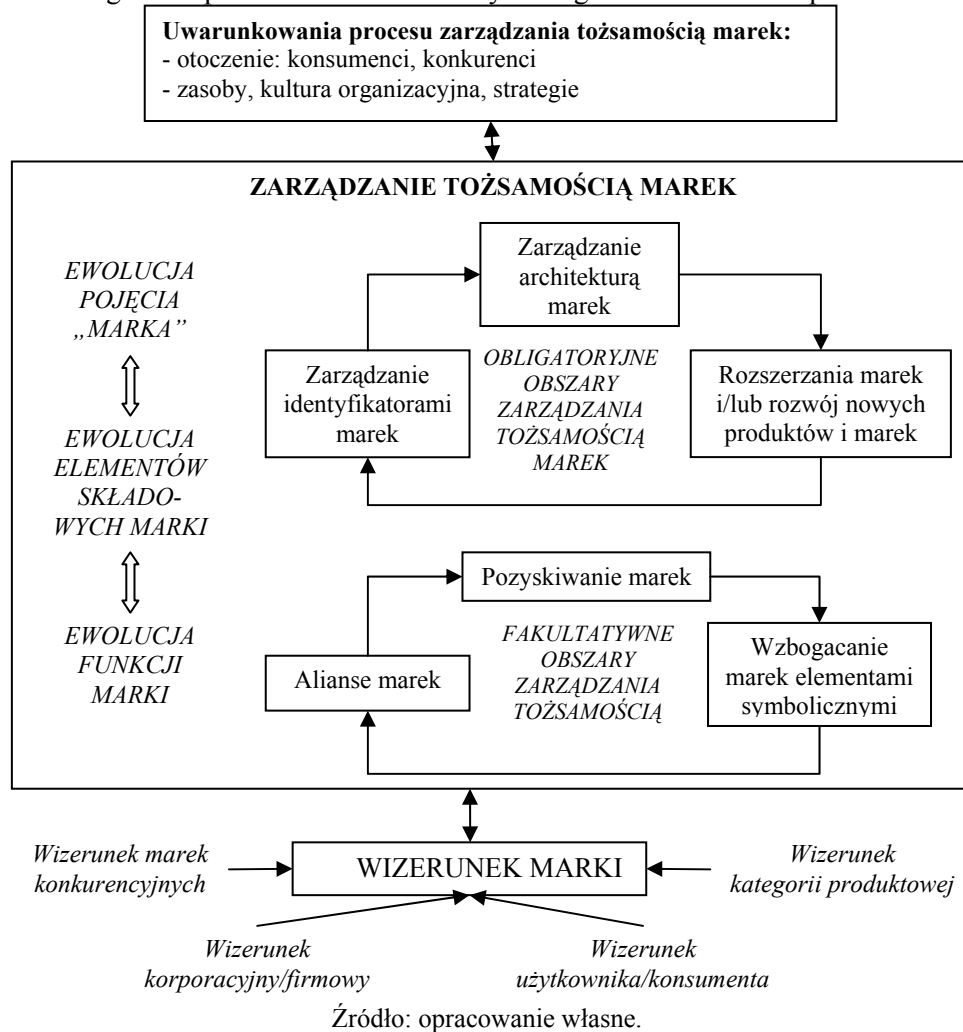 Uwarunkowania procesu zarządzania tożsamością marek:
- otoczenie: konsumenci, konkurenci
- zasoby, kultura organizacyjna, strategie
ZARZĄDZANIE TOŻSAMOŚCIĄ MAREK
EWOLUCJA
POJĘCIA
„MARKA”
EWOLUCJA
ELEMENTÓW
SKŁADO-
WYCH MARKI
EWOLUCJA
FUNKCJI
MARKI
Zarządzanie
architekturą
marek
Zarządzanie
identyfikatorami
marek
OBLIGATORYJNE
OBSZARY
ZARZĄDZANIA
TOŻSAMOŚCIĄ
MAREK
Rozszerzania marek
i/lub rozwój nowych
produktów i marek
Pozyskiwanie marek
Alianse marek
FAKULTATYWNE
OBSZARY
ZARZĄDZANIA
TOŻSAMOŚCIĄ
Wzbogacanie
marek elementami
symbolicznymi
Wizerunek marek
konkurencyjnych
WIZERUNEK MARKI
Wizerunek
kategorii produktowej
Wizerunek
korporacyjny/firmowy
Wizerunek
użytkownika/konsumenta
Źródło: opracowanie własne.